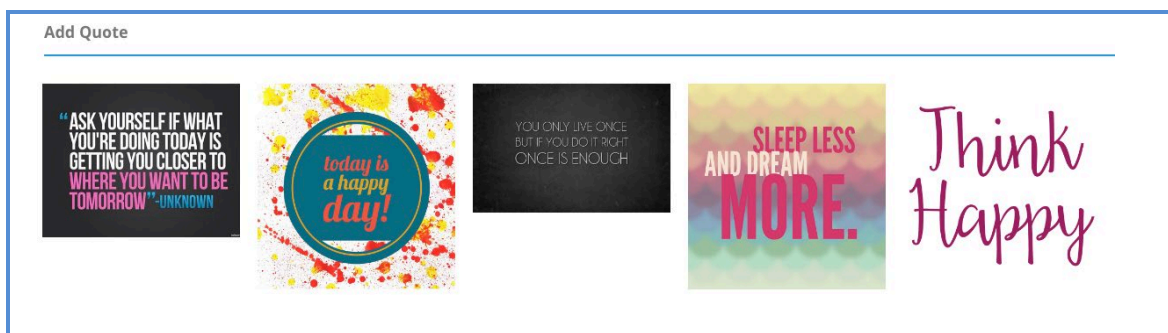 Add Quote
“ASK YOURSELF IF WHAT
YOU'RE DOING TODAY IS
GETTING YOU CLOSER TO
WHERE YOU WANT TO BE
TOMORROW”-UNKNOWN
today is
a happy
day!
YOU ONLY LIVE ONCE
BUT IF YOU DO IT RIGHT
ONCE IS ENOUGH
SLEEP LESS
AND DREAM
MORE.
Think
Happy